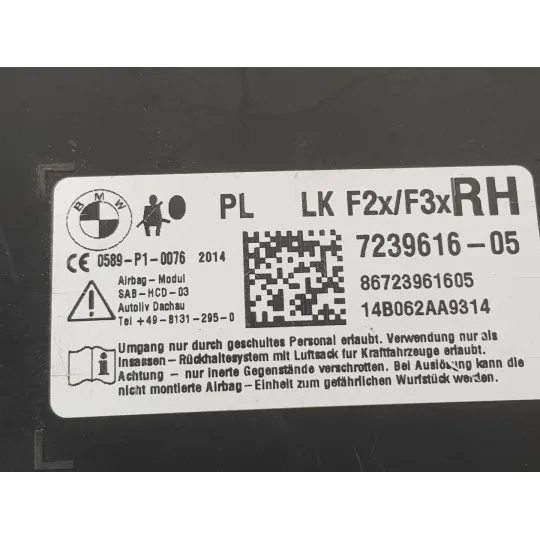 BMW
PL LK F2x/F3x RH
CE 0589-P1-0076 2014
7239616-05
86723961605
14B062AA9314
Airbag-Modul
SAB-HCD-03
Autoliv Dachau
Tel +49-8131-295-0
Umgang nur durch geschultes Personal erlaubt. Verwendung nur als
Insassen-Rückhaltesystem mit Luftsack für Kraftfahrzeuge erlaubt.
Achtung - nur inerte Gegenstände verschrotten. Bei Auslösung kann die
nicht montierte Airbag-Einheit zum gefährlichen Wurfstück werden.